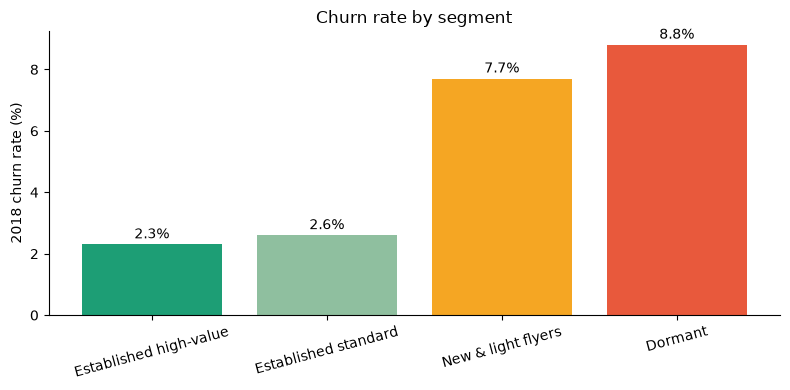 Churn rate by segment
2018 churn rate (%)
8
6
4
2
0
2.3%
2.6%
7.7%
8.8%
Established high-value
Established standard
New & light flyers
Dormant